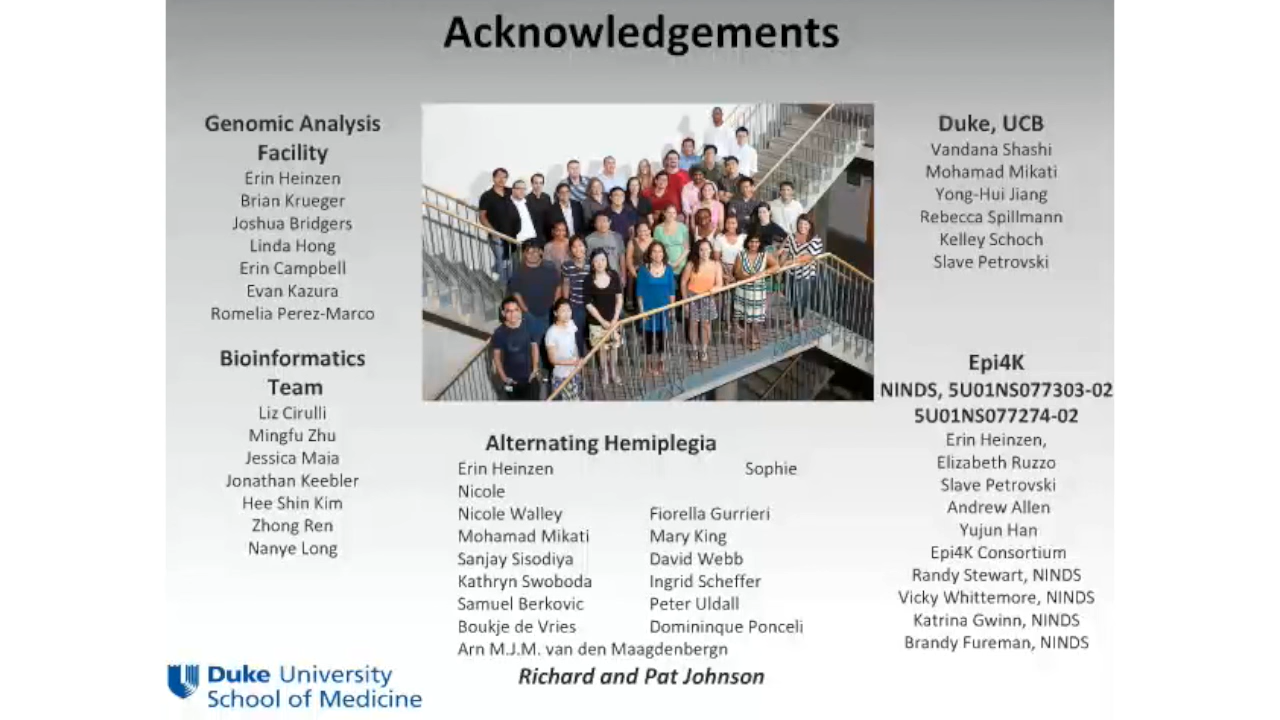 Acknowledgements
Genomic Analysis
Facility
Erin Heinzen
Brian Krueger
Joshua Bridgers
Linda Hong
Erin Campbell
Evan Kazura
Romelia Perez-Marco
Bioinformatics
Team
Liz Cirulli
Mingfu Zhu
Jessica Maia
Jonathan Keebler
Hee Shin Kim
Zhong Ren
Nanye Long
Alternating Hemiplegia
Erin Heinzen Sophie
Nicole
Nicole Walley Fiorella Gurrieri
Mohamad Mikati Mary King
Sanjay Sisodiya David Webb
Kathryn Swoboda Ingrid Scheffer
Samuel Berkovic Peter Uldall
Boukje de Vries Domininque Ponceli
Arn M.J.M. van den Maagdenbergn
Richard and Pat Johnson
Duke, UCB
Vandana Shashi
Mohamad Mikati
Yong-Hui Jiang
Rebecca Spillmann
Kelley Schoch
Slave Petrovski
Epi4K
NINDS, 5U01NS077303-02
5U01NS077274-02
Erin Heinzen,
Elizabeth Ruzzo
Slave Petrovski
Andrew Allen
Yujun Han
Epi4K Consortium
Randy Stewart, NINDS
Vicky Whittemore, NINDS
Katrina Gwinn, NINDS
Brandy Fureman, NINDS
Duke University
School of Medicine